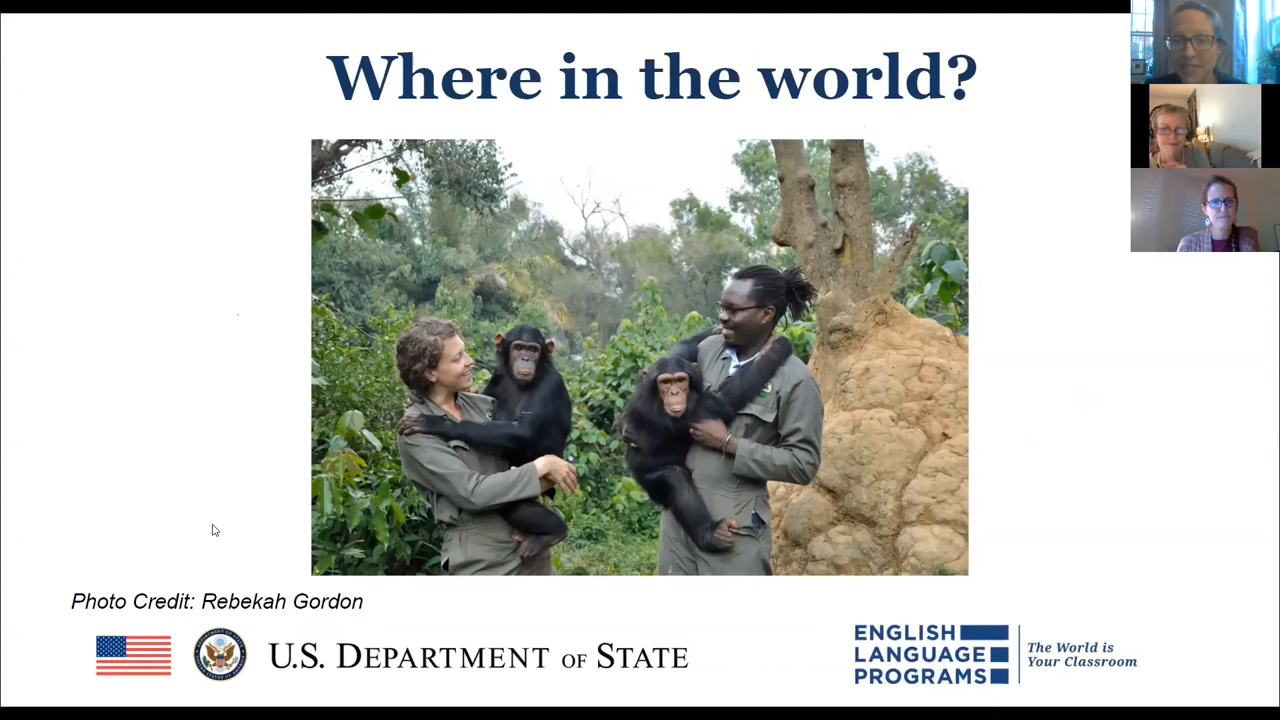 Where in the world?
Photo Credit: Rebekah Gordon
U.S. DEPARTMENT OF STATE
ENGLISH
LANGUAGE
PROGRAMS
The World is
Your Classroom